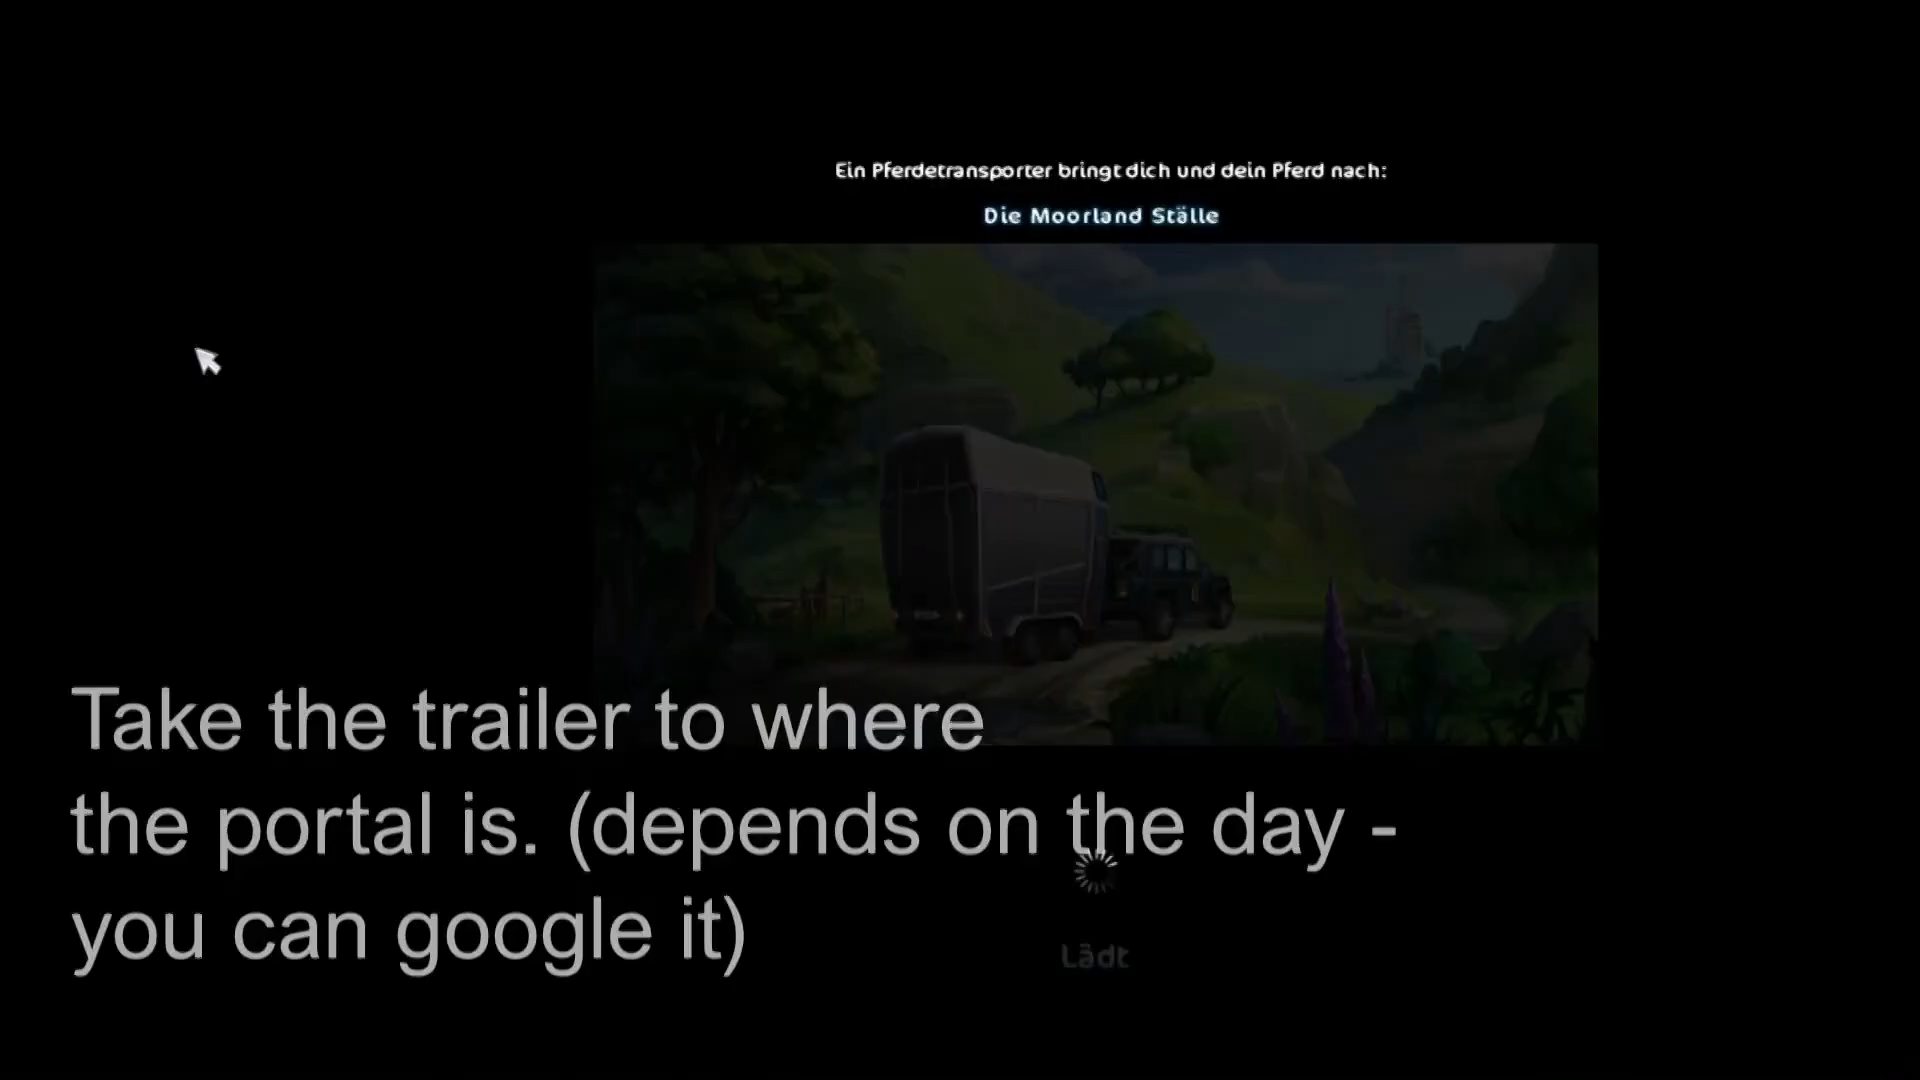 Ein Pferdetransporter bringt dich und dein Pferd nach:
Die Moorland Ställe
Take the trailer to where
the portal is. (depends on the day -
you can google it)
Lädt